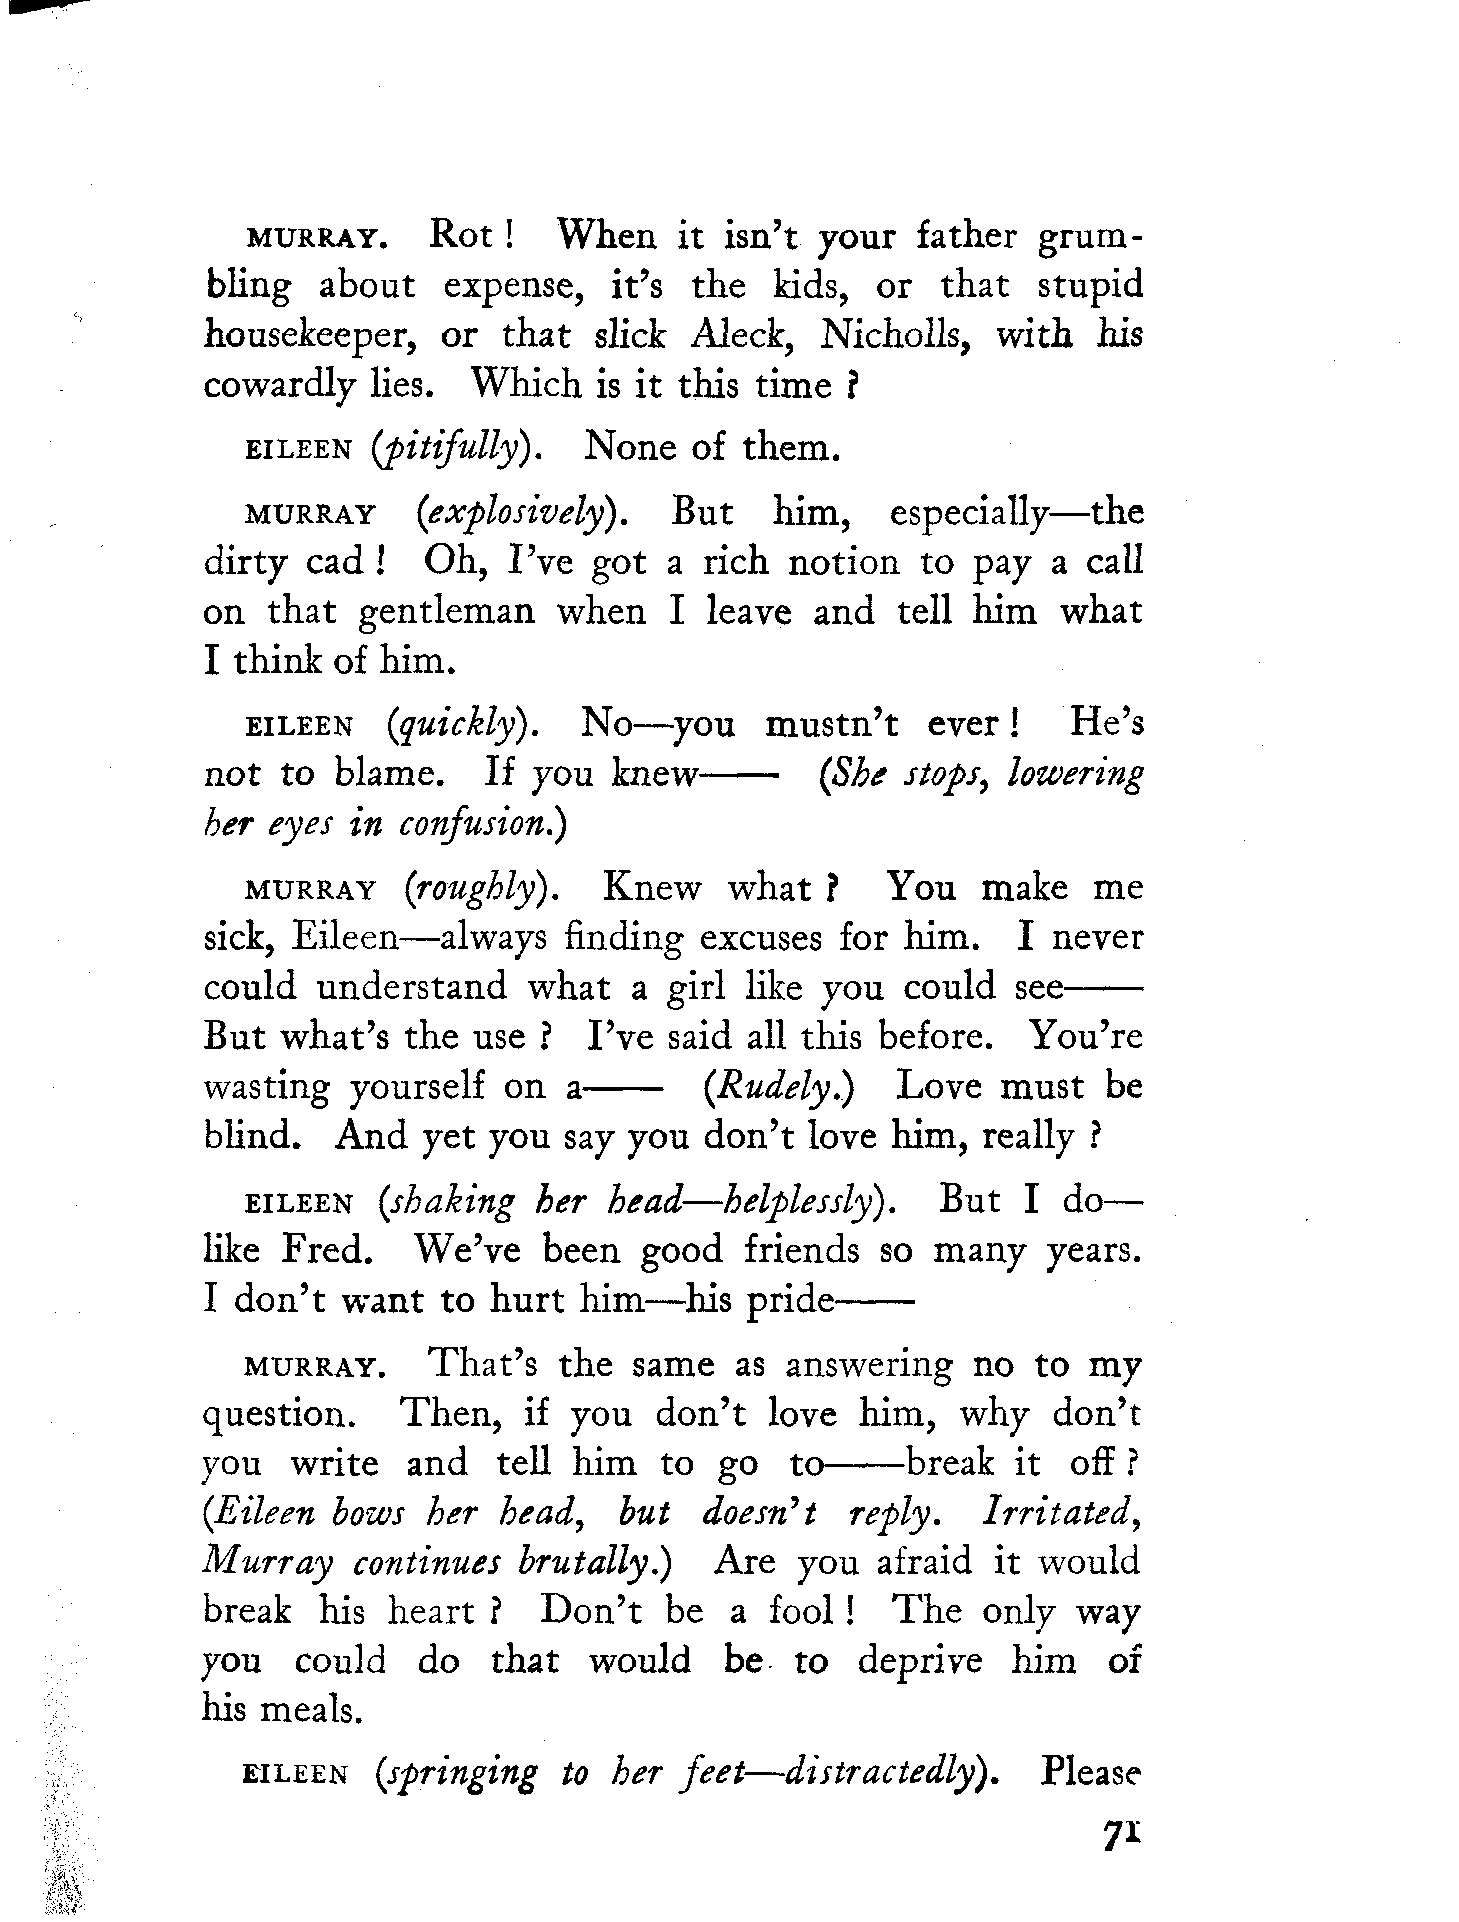 MURRAY. Rot ! When it isn't your father grum-
bling about expense, it's the kids, or that stupid
housekeeper, or that slick Aleck, Nicholls, with his
cowardly lies. Which is it this time ?
EILEEN (pitifully). None of them.
MURRAY (explosively). But him, especially—the
dirty cad ! Oh, I've got a rich notion to pay a call
on that gentleman when I leave and tell him what
I think of him.
EILEEN (quickly). No—you mustn't ever ! He's
not to blame. If you knew—— (She stops, lowering
her eyes in confusion.)
MURRAY (roughly). Knew what ? You make me
sick, Eileen—always finding excuses for him. I never
could understand what a girl like you could see——
But what's the use ? I've said all this before. You're
wasting yourself on a—— (Rudely.) Love must be
blind. And yet you say you don't love him, really ?
EILEEN (shaking her head—helplessly). But I do—
like Fred. We've been good friends so many years.
I don't want to hurt him—his pride——
MURRAY. That's the same as answering no to my
question. Then, if you don't love him, why don't
you write and tell him to go to——break it off ?
(Eileen bows her head, but doesn't reply. Irritated,
Murray continues brutally.) Are you afraid it would
break his heart ? Don't be a fool ! The only way
you could do that would be to deprive him of
his meals.
EILEEN (springing to her feet—distractedly). Please
71